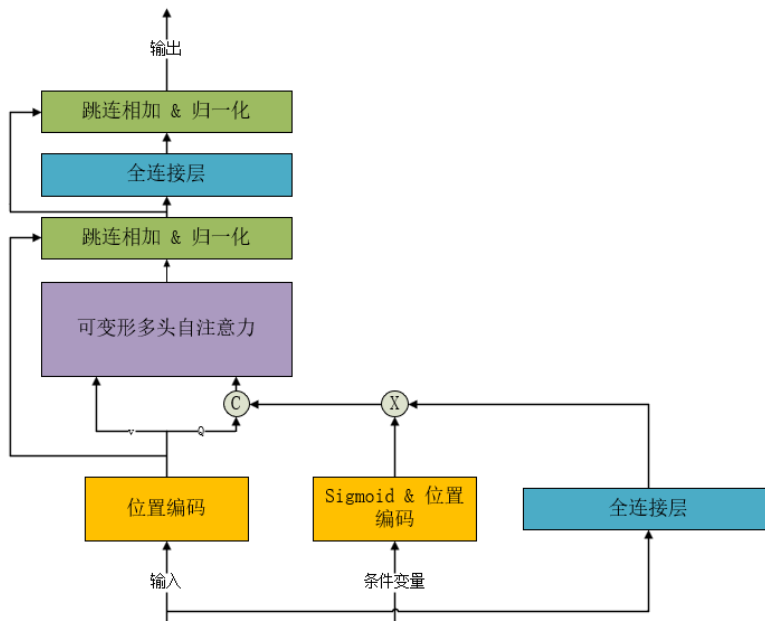 输出
跳连相加 & 归一化
全连接层
跳连相加 & 归一化
可变形多头自注意力
C
X
v
Q
位置编码
Sigmoid & 位置
编码
全连接层
输入
条件变量